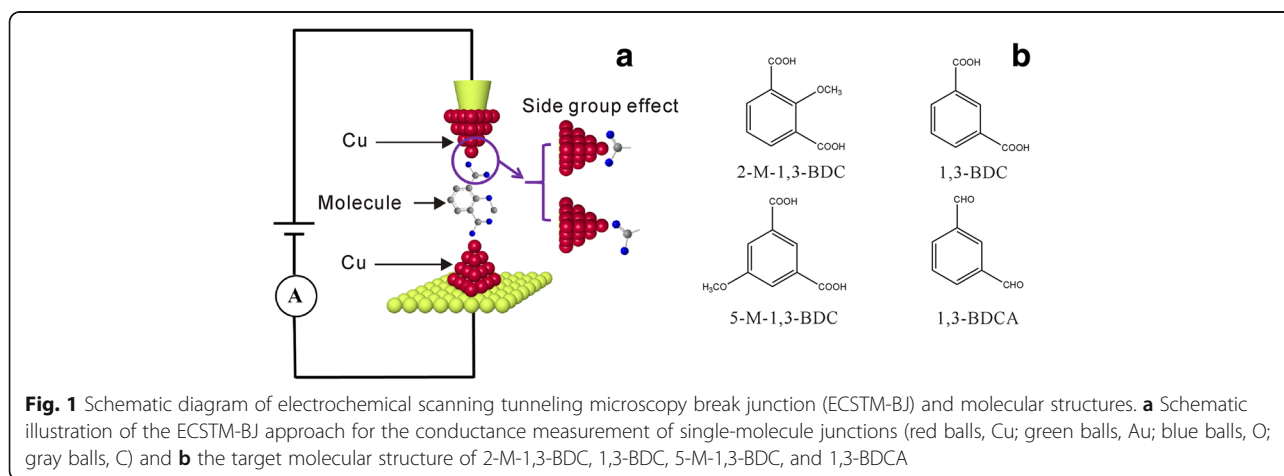 a
b
Side group effect
Cu
Molecule
Cu
A
COOH
OCH₃
COOH
2-M-1,3-BDC
COOH
COOH
1,3-BDC
COOH
H₃CO
COOH
5-M-1,3-BDC
CHO
CHO
1,3-BDCA
Fig. 1 Schematic diagram of electrochemical scanning tunneling microscopy break junction (ECSTM-BJ) and molecular structures. a Schematic
illustration of the ECSTM-BJ approach for the conductance measurement of single-molecule junctions (red balls, Cu; green balls, Au; blue balls, O;
gray balls, C) and b the target molecular structure of 2-M-1,3-BDC, 1,3-BDC, 5-M-1,3-BDC, and 1,3-BDCA